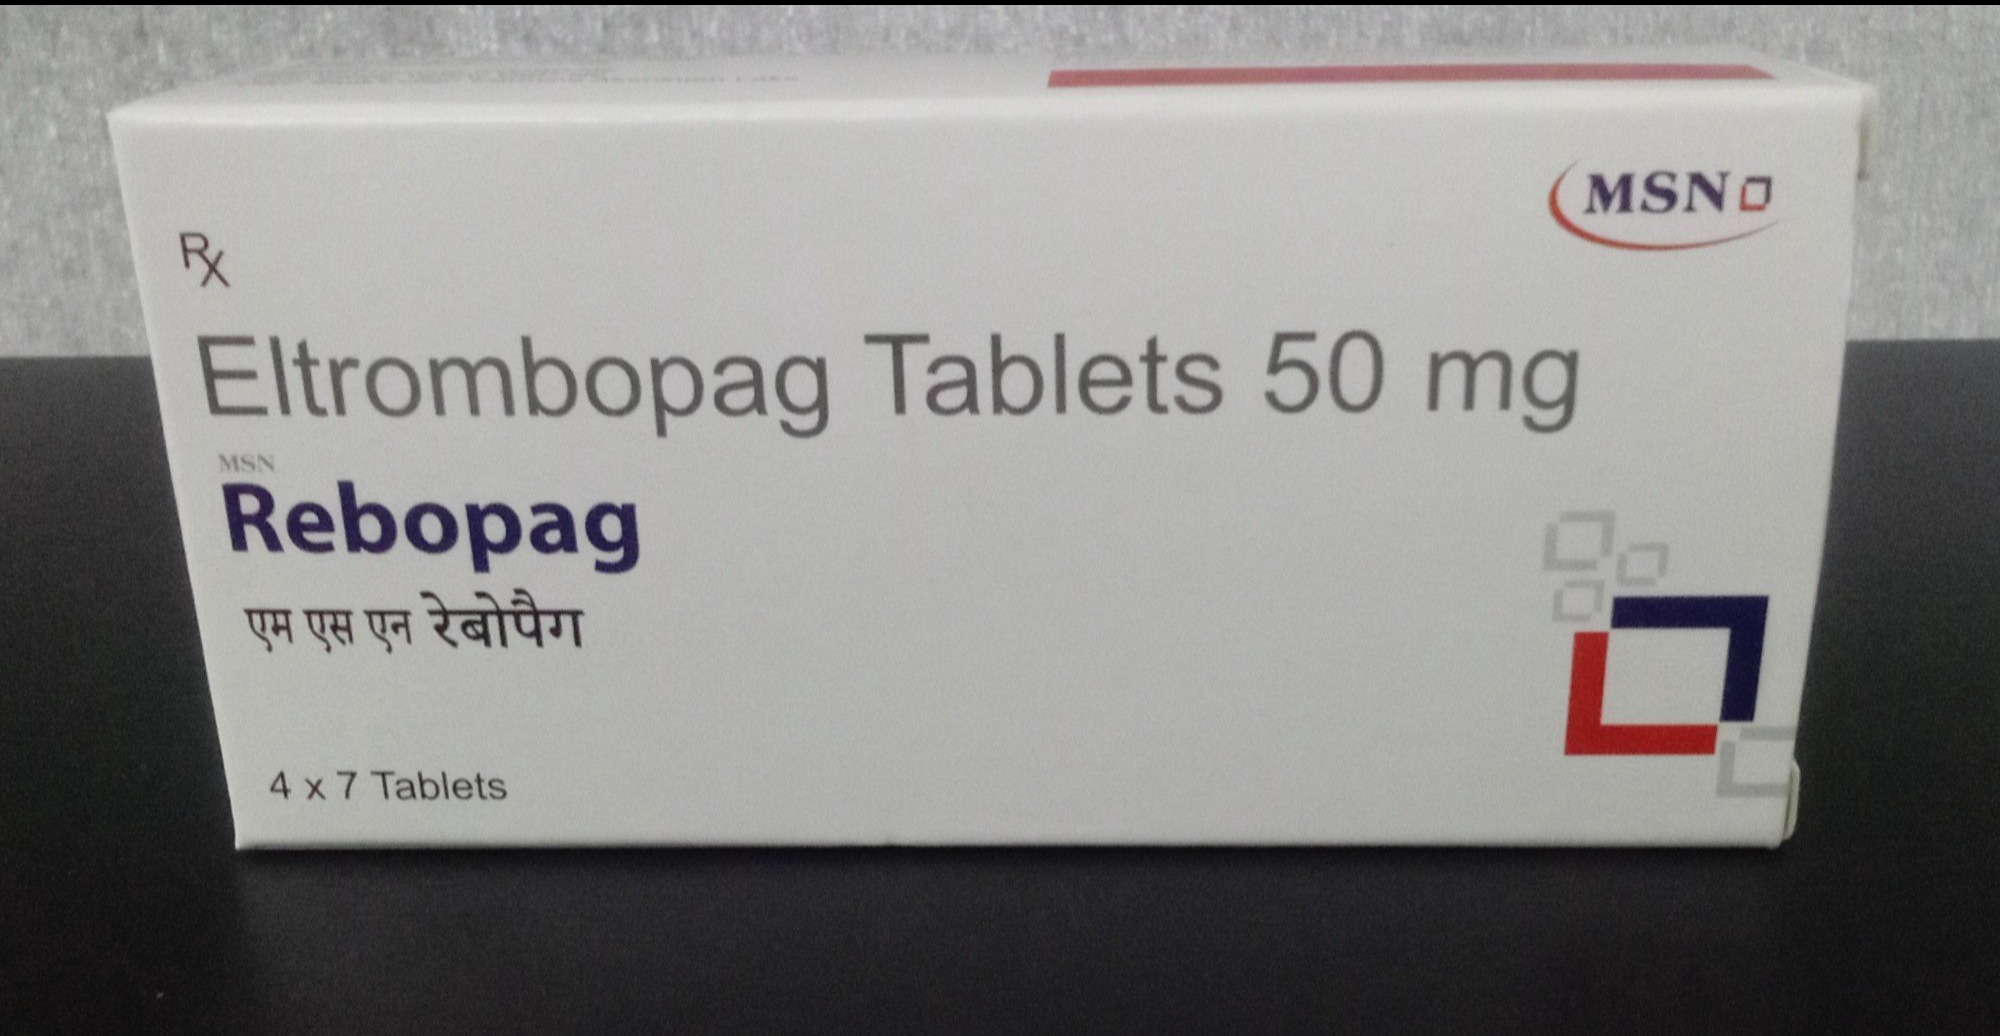 MSN
Rx
Eltrombopag Tablets 50 mg
MSN
Rebopag
एम एस एन रेबोपैग
4 x 7 Tablets